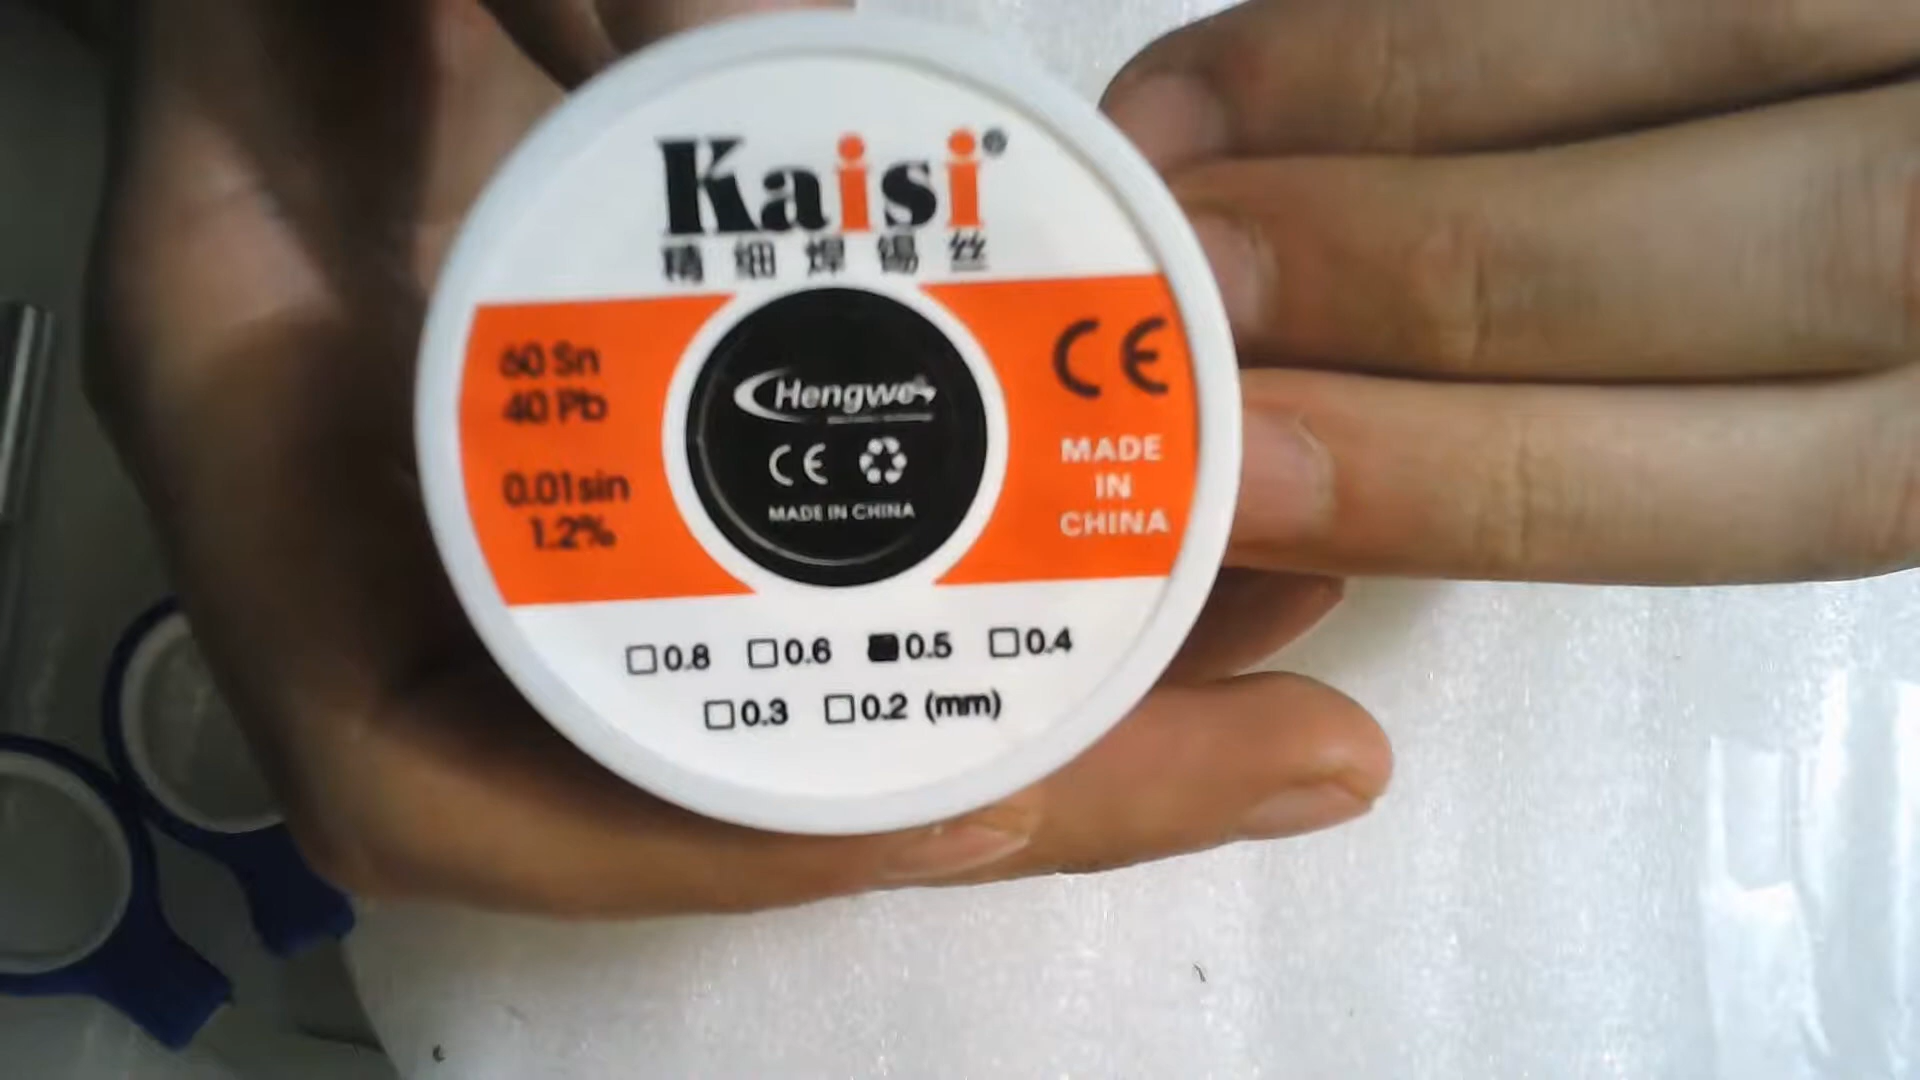 Kaisi®
精细焊锡丝
60 Sn
40 Pb
0.01sin
1.2%
CE
MADE
IN
CHINA
CE
MADE IN CHINA
□0.8 □0.6 ■0.5 □0.4
□0.3 □0.2 (mm)